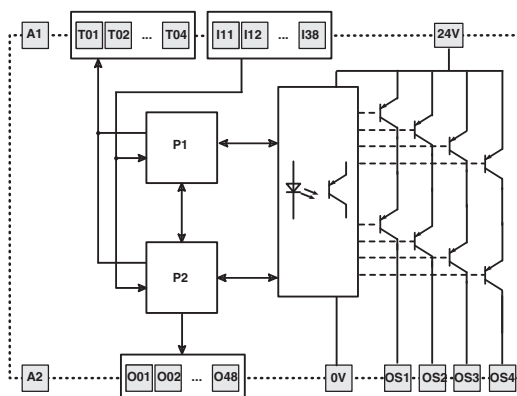 A1 T01 T02 ... T04 I11 I12 ... I38 24V
P1
P2
A2 O01 O02 ... O48 0V OS1 OS2 OS3 OS4